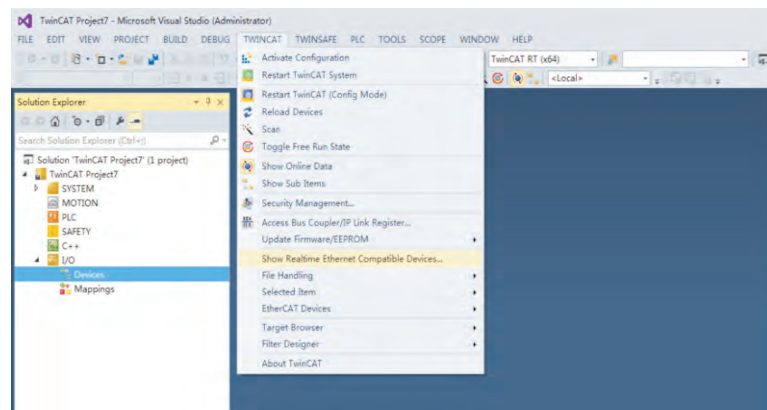 TwinCAT Project7 - Microsoft Visual Studio (Administrator)
FILE EDIT VIEW PROJECT BUILD DEBUG TWINCAT TWINSAFE PLC TOOLS SCOPE WINDOW HELP
TwinCAT RT (x64)
<Local>
Solution Explorer
Search Solution Explorer (Ctrl+;)
Solution 'TwinCAT Project7' (1 project)
TwinCAT Project7
SYSTEM
MOTION
PLC
SAFETY
C++
I/O
Devices
Mappings
Activate Configuration
Restart TwinCAT System
Restart TwinCAT (Config Mode)
Reload Devices
Scan
Toggle Free Run State
Show Online Data
Show Sub Items
Security Management...
Access Bus Coupler/IP Link Register...
Update Firmware/EEPROM
Show Realtime Ethernet Compatible Devices...
File Handling
Selected Item
EtherCAT Devices
Target Browser
Filter Designer
About TwinCAT